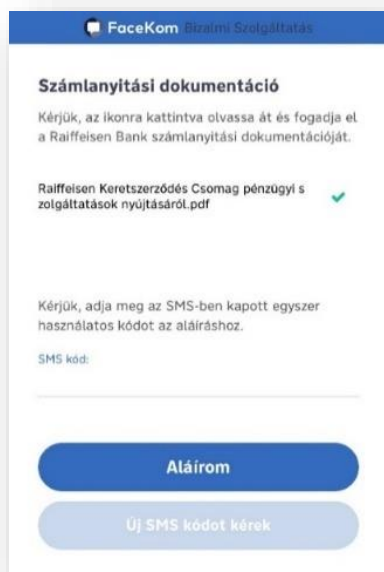 FaceKom Bizalmi Szolgáltatás
Számlanyitási dokumentáció
Kérjük, az ikonra kattintva olvassa át és fogadja el
a Raiffeisen Bank számlanyitási dokumentációját.
Raiffeisen Keretszerződés Csomag pénzügyi s
zolgáltatások nyújtásáról.pdf
Kérjük, adja meg az SMS-ben kapott egyszer
használatos kódot az aláíráshoz.
SMS kód:
Aláírom
Új SMS kódot kérek